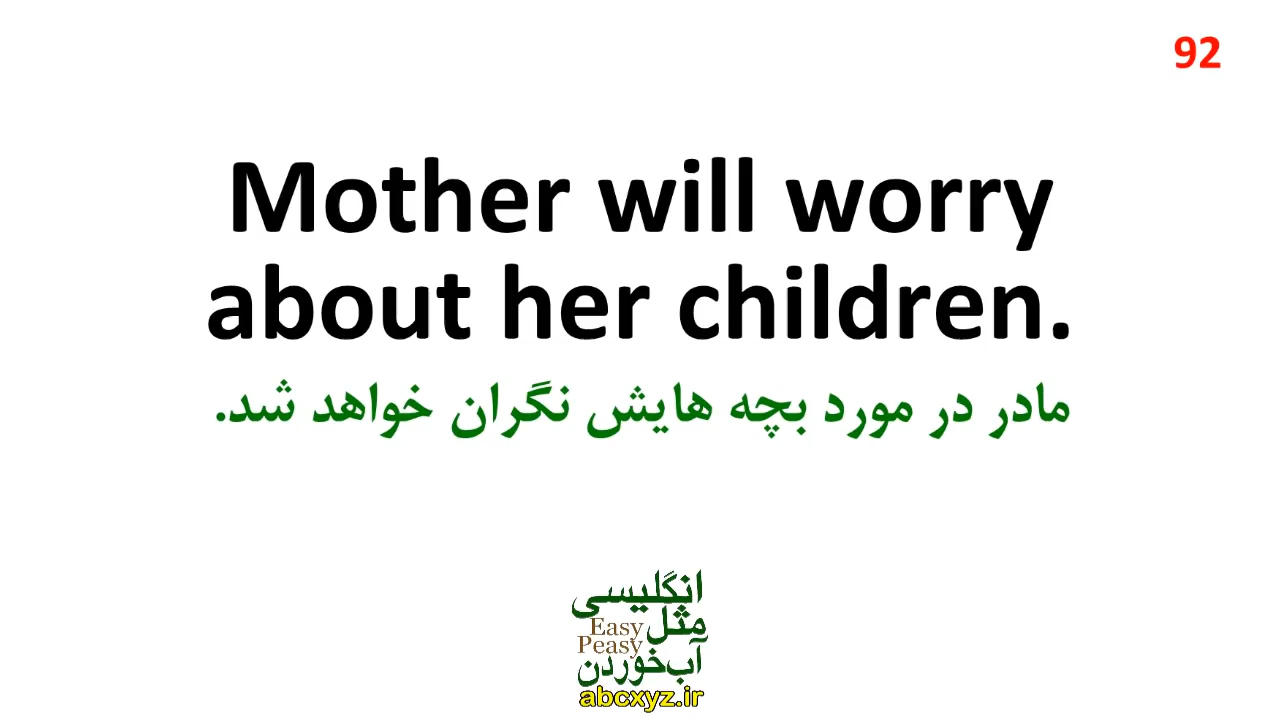 92
Mother will worry
about her children.
مادر در مورد بچه هایش نگران خواهد شد.
انگلیسی
مثل
Easy
Peasy
آب‌خوردن
abcxyz.ir